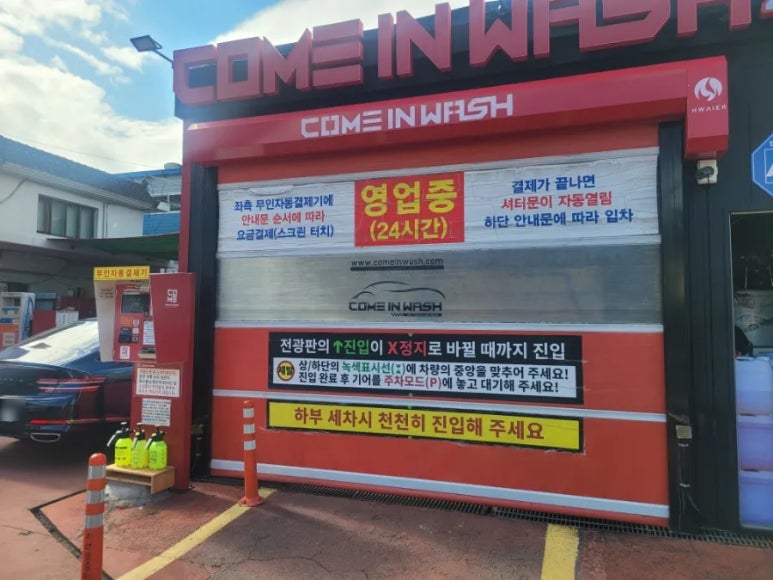 COME IN WASH
COME IN WASH
HWAIER
좌측 무인자동결제기에
안내문 순서에 따라
요금결제(스크린 터치)
영업중
(24시간)
결제가 끝나면
셔터문이 자동열림
하단 안내문에 따라 입차
www.comeinwash.com
COME IN WASH
무인자동결제기
COME
전광판의 ↑진입이 X정지로 바뀔 때까지 진입
제발
상/하단의 녹색표시선(:)에 차량의 중앙을 맞추어 주세요!
진입 완료 후 기어를 주차모드(P)에 놓고 대기해 주세요!
하부 세차시 천천히 진입해 주세요